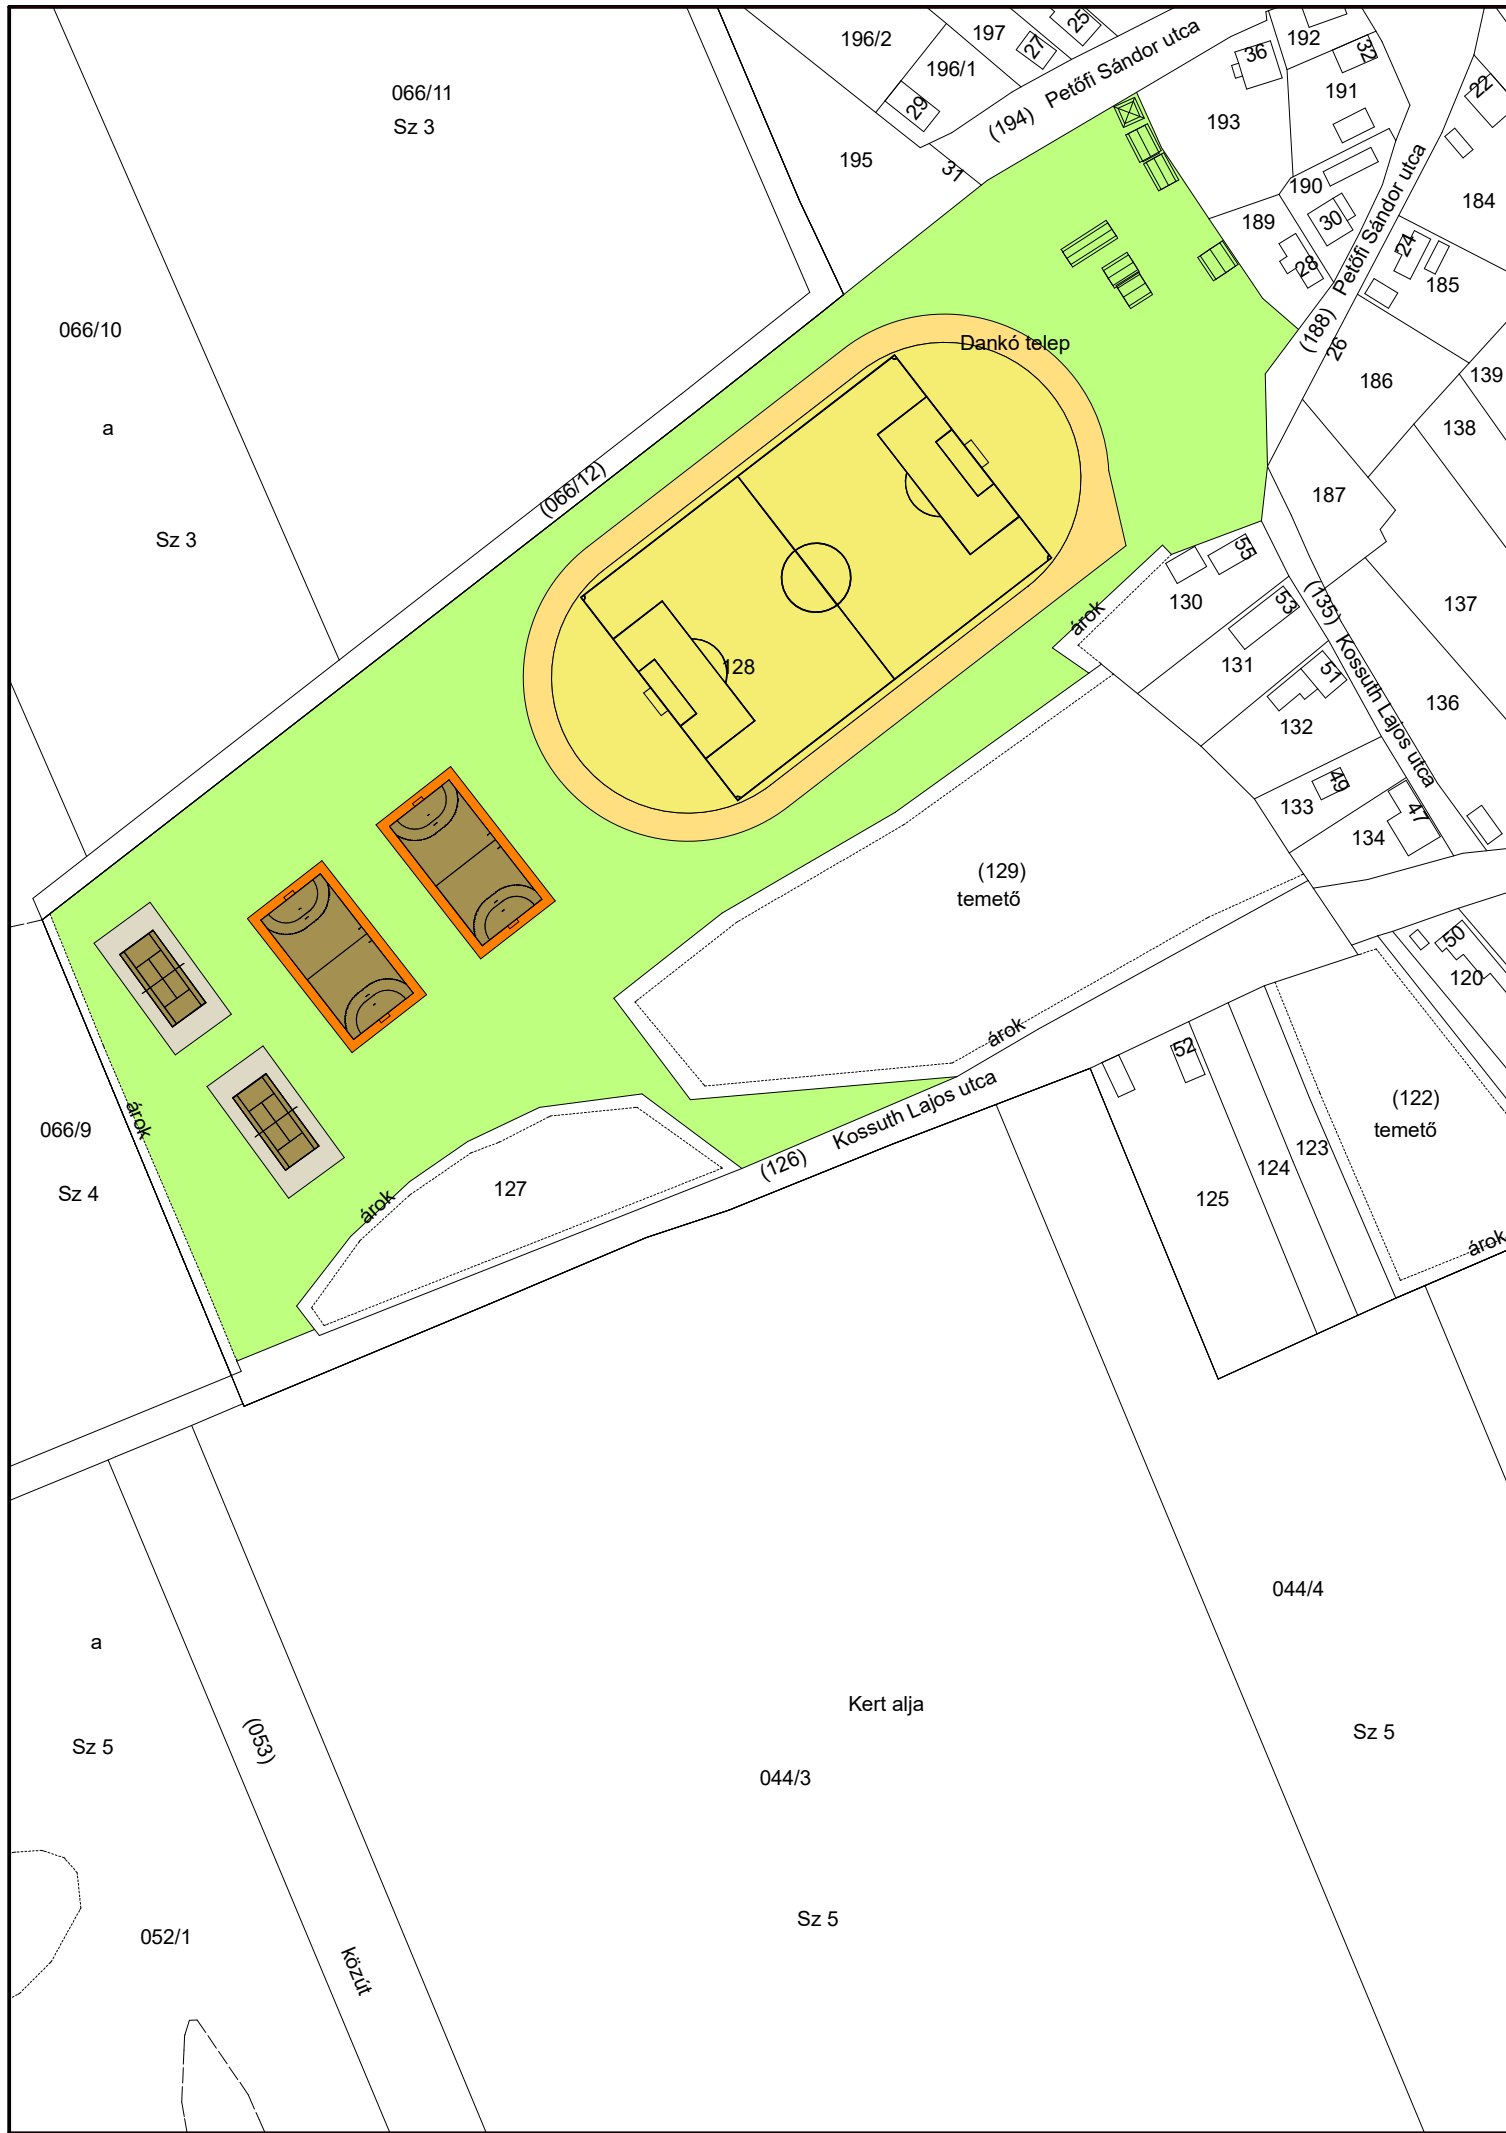 196/2
197
25
27
196/1
29
(194) Petőfi Sándor utca
36
192
32
191
22
066/11
Sz 3
193
195
31
190
30
184
189
28
24
185
(188) Petőfi Sándor utca
26
066/10
Dankó telep
186
139
138
a
(066/12)
187
Sz 3
55
130
53
árok
(135) Kossuth Lajos utca
137
131
51
128
132
136
49
133
47
134
(129)
temető
50
120
árok
52
(126) Kossuth Lajos utca
(122)
temető
066/9
árok
123
124
125
127
Sz 4
árok
árok
044/4
a
Kert alja
Sz 5
(053)
Sz 5
044/3
Sz 5
052/1
közút